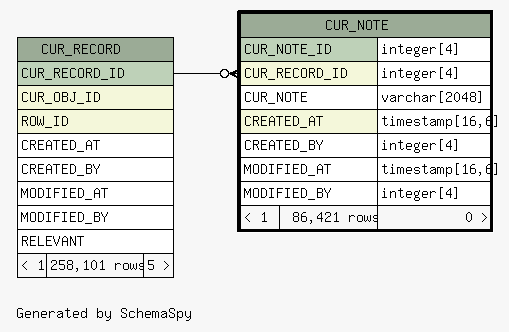 CUR_RECORD
CUR_RECORD_ID
CUR_OBJ_ID
ROW_ID
CREATED_AT
CREATED_BY
MODIFIED_AT
MODIFIED_BY
RELEVANT
< 1 258,101 rows 5 >
CUR_NOTE
CUR_NOTE_ID integer[4]
CUR_RECORD_ID integer[4]
CUR_NOTE varchar[2048]
CREATED_AT timestamp[16,6]
CREATED_BY integer[4]
MODIFIED_AT timestamp[16,6]
MODIFIED_BY integer[4]
< 1 86,421 rows 0 >
Generated by SchemaSpy